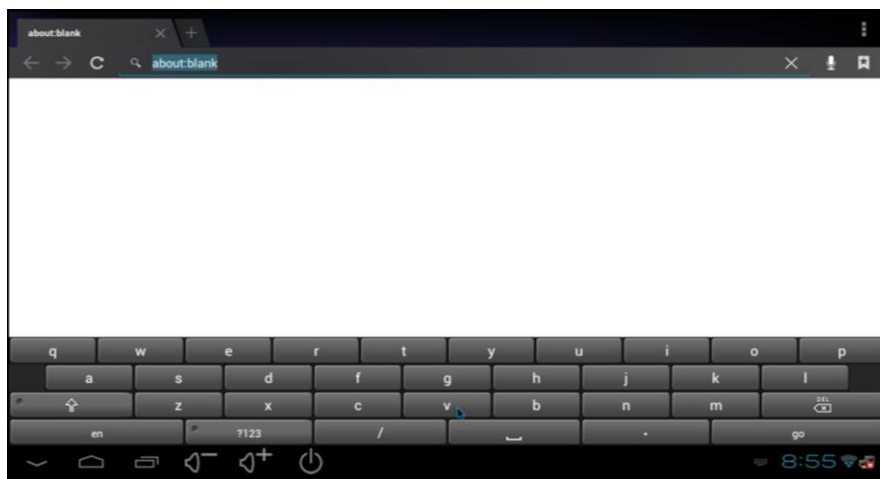 about:blank
about:blank
q w e r t y u i o p
a s d f g h j k l
z x c v b n m DEL
en ?123 / . go
8:55